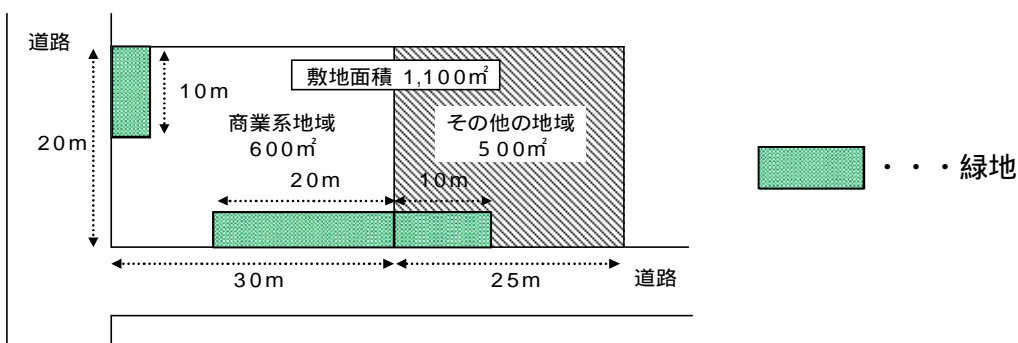 道路
敷地面積 1,100㎡
10m
商業系地域
600㎡
その他の地域
500㎡
20m
20m
10m
・・・緑地
30m
25m
道路